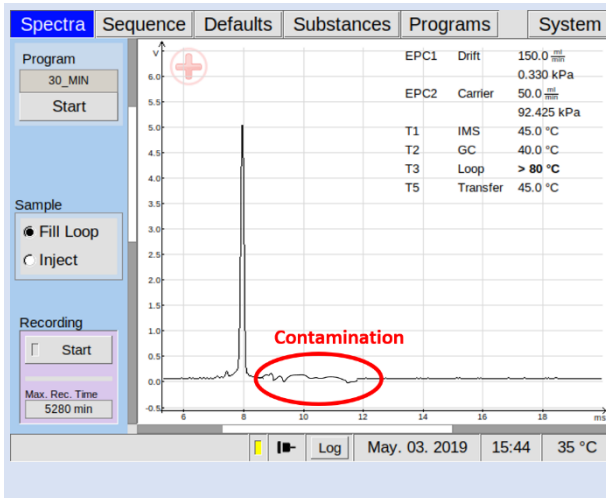 Spectra Sequence Defaults Substances Programs System
Program
30_MIN
Start
Sample
Fill Loop
Inject
Recording
Start
Max. Rec. Time
5280 min
V
6.0
5.5
5.0
4.5
4.0
3.5
3.0
2.5
2.0
1.5
1.0
0.5
0.0
-0.5
6 8 10 12 14 16 18 ms
EPC1 Drift 150.0 ml/min
0.330 kPa
EPC2 Carrier 50.0 ml/min
92.425 kPa
T1 IMS 45.0 °C
T2 GC 40.0 °C
T3 Loop > 80 °C
T5 Transfer 45.0 °C
Contamination
Log May. 03. 2019 15:44 35 °C